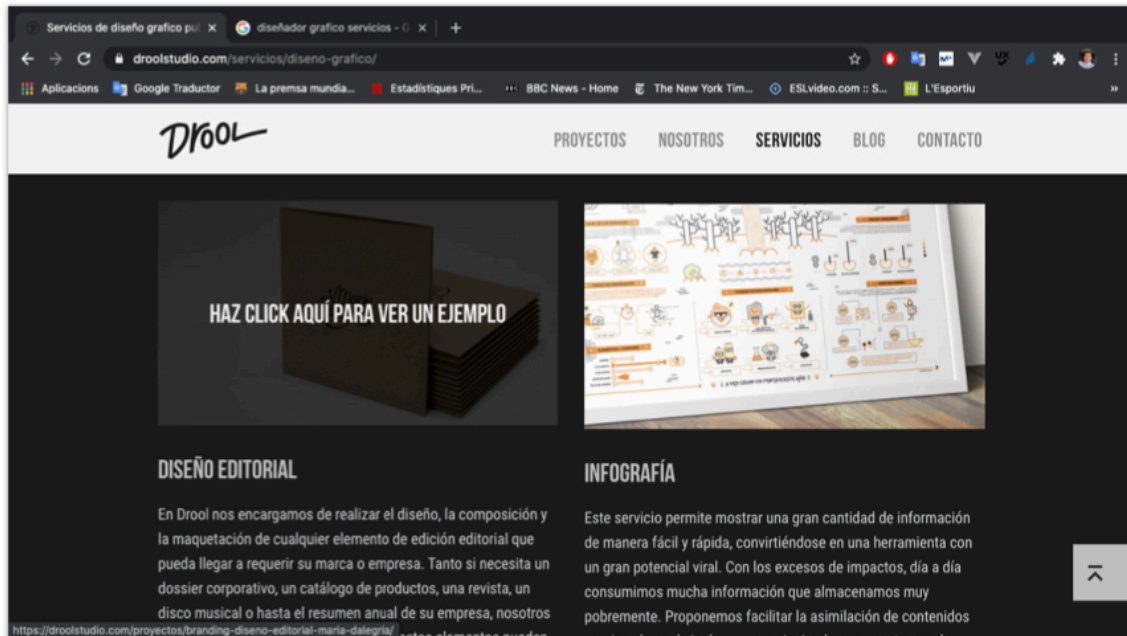 Servicios de diseño grafico pul
diseñador grafico servicios - G
droolstudio.com/servicios/diseno-grafico/
Aplicacions
Google Traductor
La premsa mundia...
Estadístiques Pri...
BBC News - Home
The New York Tim...
ESLvideo.com :: S...
L'Esportiu
Drool
PROYECTOS
NOSOTROS
SERVICIOS
BLOG
CONTACTO
HAZ CLICK AQUÍ PARA VER UN EJEMPLO
DISEÑO EDITORIAL
En Drool nos encargamos de realizar el diseño, la composición y
la maquetación de cualquier elemento de edición editorial que
pueda llegar a requerir su marca o empresa. Tanto si necesita un
dossier corporativo, un catálogo de productos, una revista, un
disco musical o hasta el resumen anual de su empresa, nosotros
INFOGRAFÍA
Este servicio permite mostrar una gran cantidad de información
de manera fácil y rápida, convirtiéndose en una herramienta con
un gran potencial viral. Con los excesos de impactos, día a día
consumimos mucha información que almacenamos muy
pobremente. Proponemos facilitar la asimilación de contenidos
https://droolstudio.com/proyectos/branding-diseno-editorial-maria-dalegria/